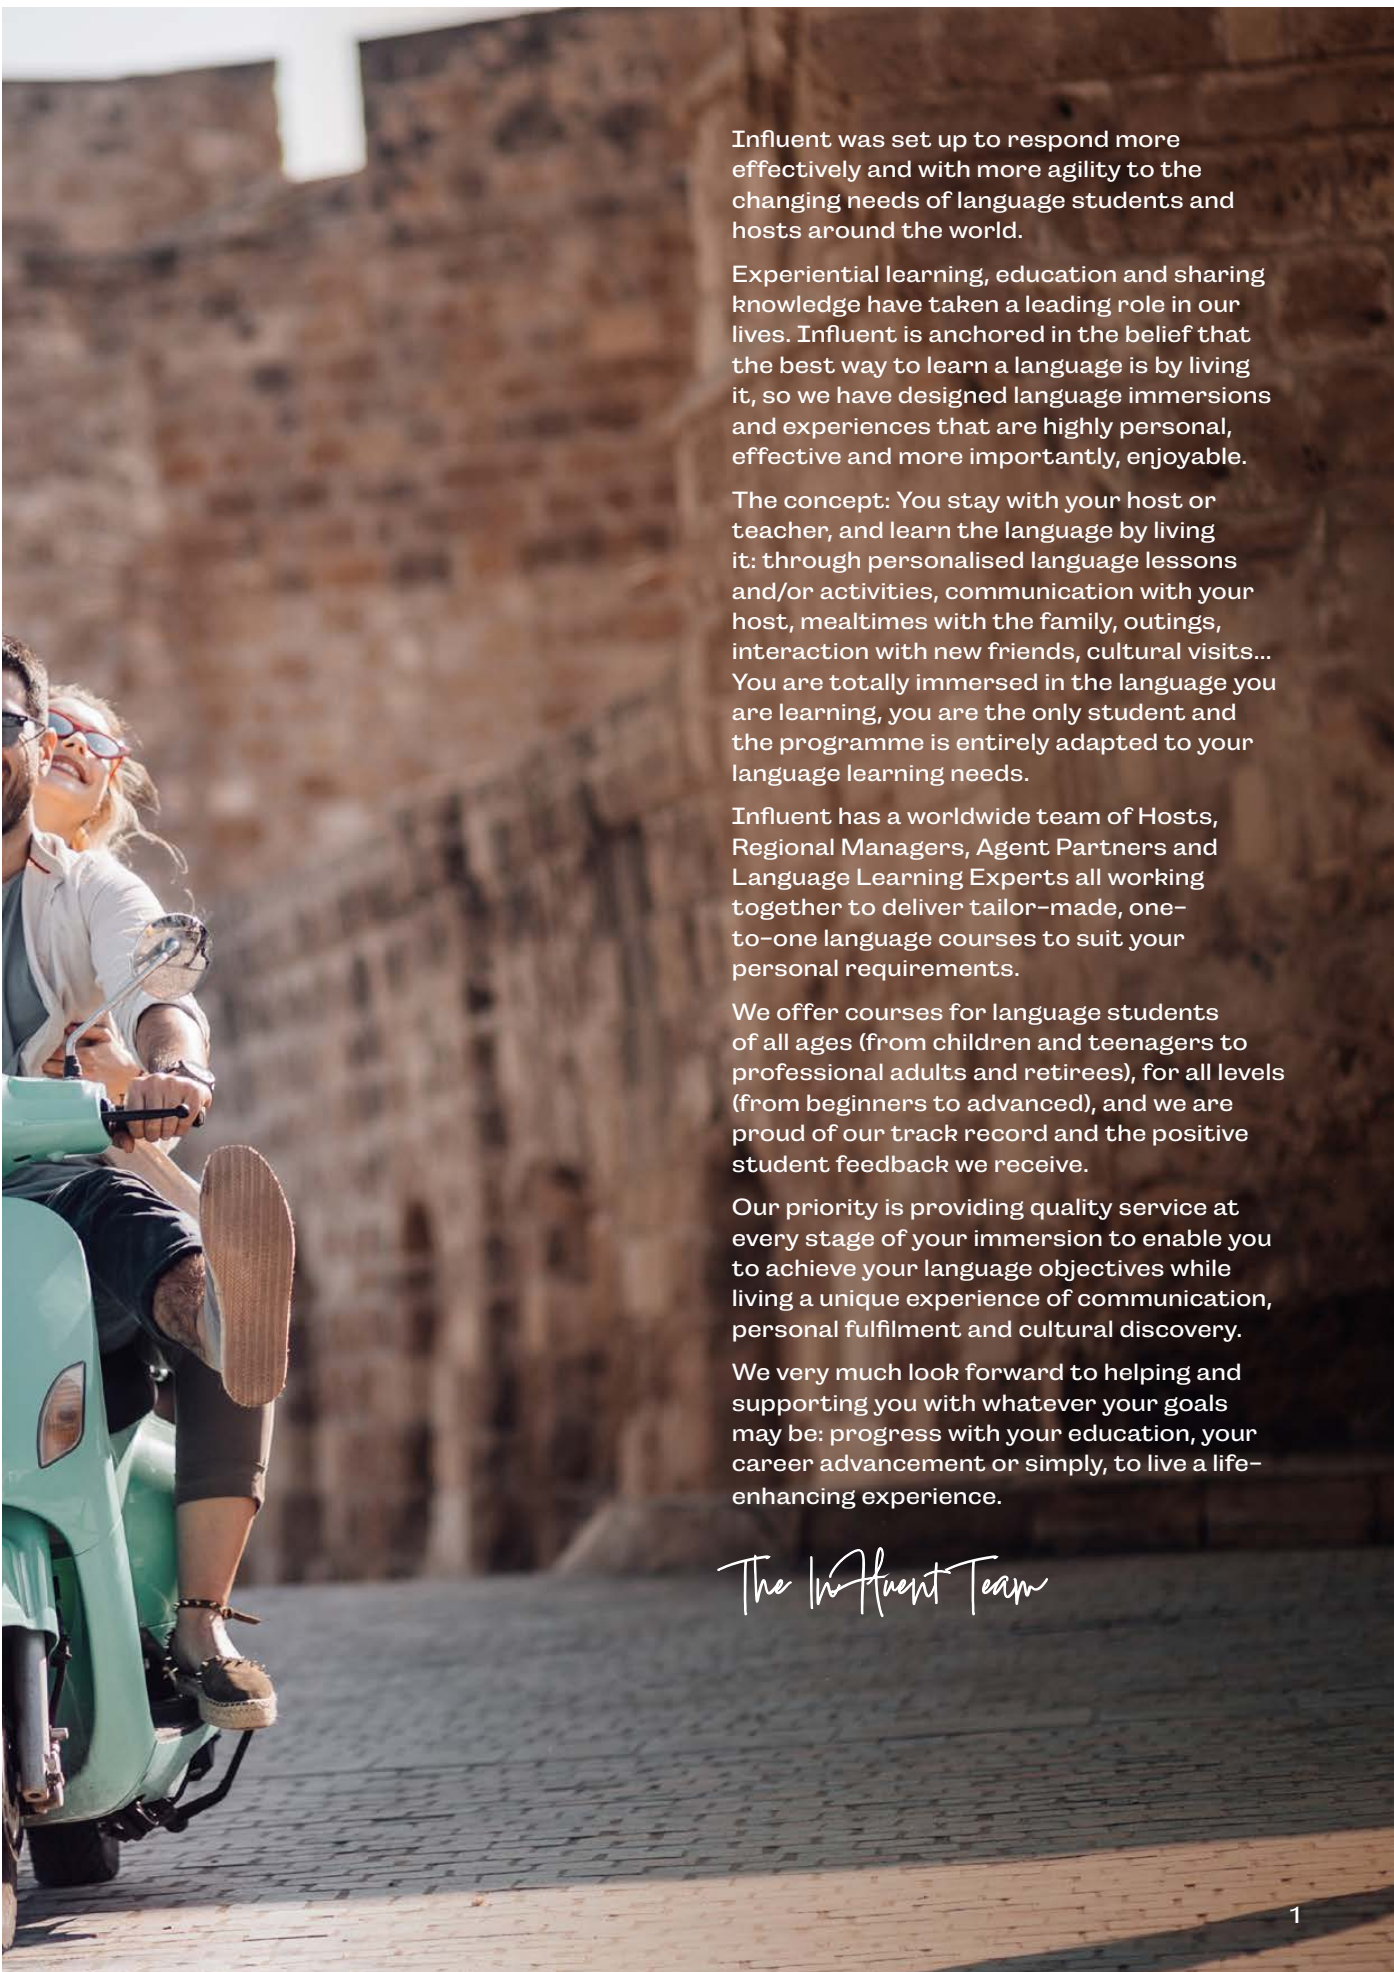 Influent was set up to respond more
effectively and with more agility to the
changing needs of language students and
hosts around the world.
Experiential learning, education and sharing
knowledge have taken a leading role in our
lives. Influent is anchored in the belief that
the best way to learn a language is by living
it, so we have designed language immersions
and experiences that are highly personal,
effective and more importantly, enjoyable.
The concept: You stay with your host or
teacher, and learn the language by living
it: through personalised language lessons
and/or activities, communication with your
host, mealtimes with the family, outings,
interaction with new friends, cultural visits...
You are totally immersed in the language you
are learning, you are the only student and
the programme is entirely adapted to your
language learning needs.
Influent has a worldwide team of Hosts,
Regional Managers, Agent Partners and
Language Learning Experts all working
together to deliver tailor-made, one-
to-one language courses to suit your
personal requirements.
We offer courses for language students
of all ages (from children and teenagers to
professional adults and retirees), for all levels
(from beginners to advanced), and we are
proud of our track record and the positive
student feedback we receive.
Our priority is providing quality service at
every stage of your immersion to enable you
to achieve your language objectives while
living a unique experience of communication,
personal fulfilment and cultural discovery.
We very much look forward to helping and
supporting you with whatever your goals
may be: progress with your education, your
career advancement or simply, to live a life-
enhancing experience.
The Influent Team
1